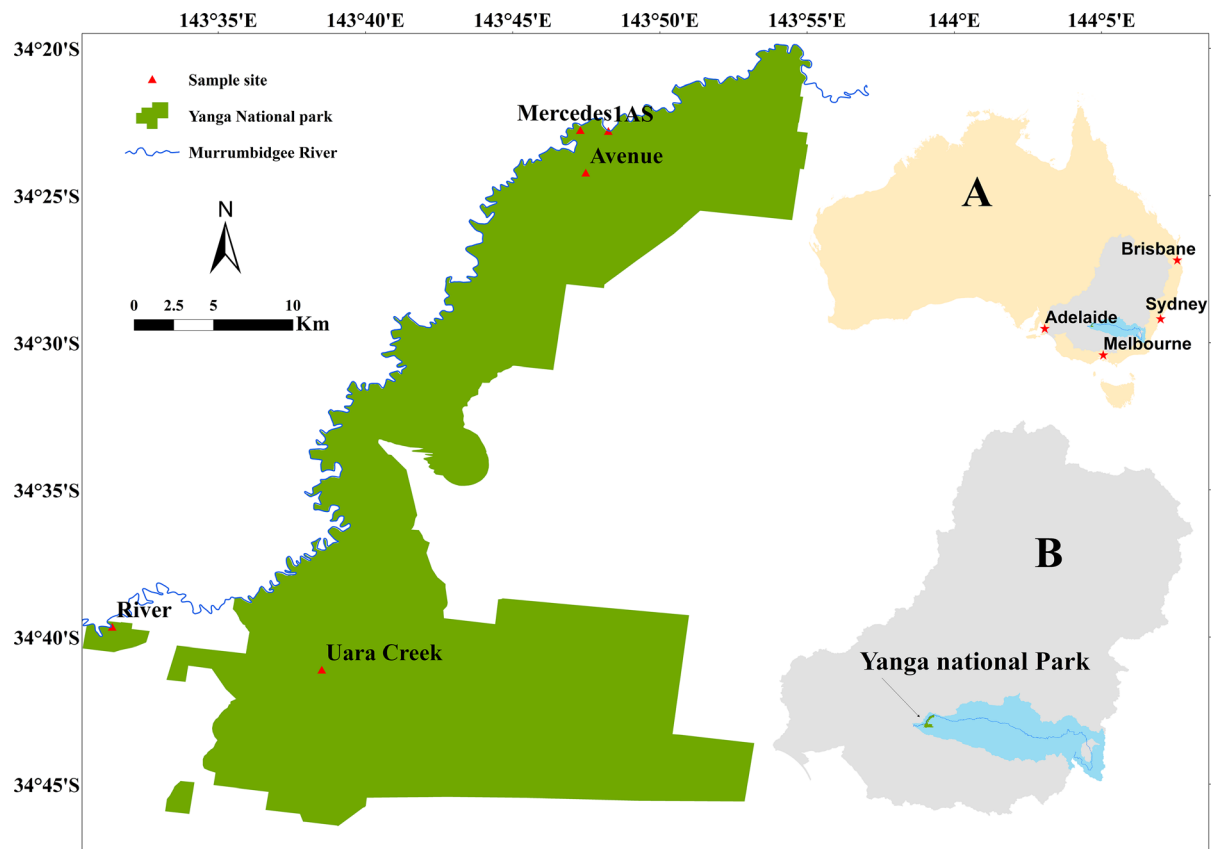 143°35'E 143°40'E 143°45'E 143°50'E 143°55'E 144°E 144°5'E
34°20'S
Sample site
Yanga National park
Murrumbidgee River
Mercedes1AS
Avenue
34°25'S
N
A
Brisbane
0 2.5 5 10
Km
Sydney
Adelaide
34°30'S
Melbourne
34°35'S
B
River
34°40'S
Uara Creek
Yanga national Park
34°45'S